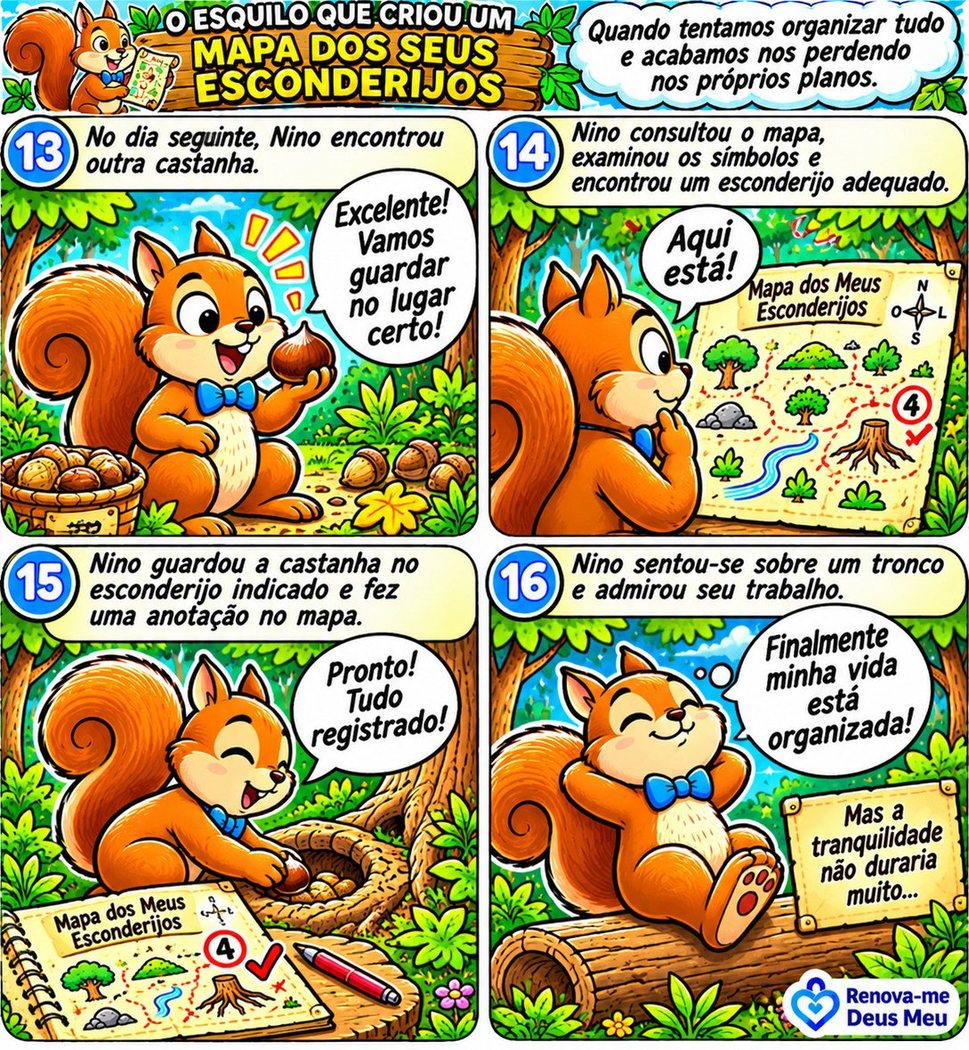 O ESQUILO QUE CRIOU UM
MAPA DOS SEUS
ESCONDERIJOS
Quando tentamos organizar tudo
e acabamos nos perdendo
nos próprios planos.
13
No dia seguinte, Nino encontrou
outra castanha.
Excelente!
Vamos
guardar
no lugar
certo!
14
Nino consultou o mapa,
examinou os símbolos e
encontrou um esconderijo adequado.
Aqui
está!
Mapa dos Meus
Esconderijos
N
O L
S
4
15
Nino guardou a castanha no
esconderijo indicado e fez
uma anotação no mapa.
Pronto!
Tudo
registrado!
Mapa dos Meus
Esconderijos
4
16
Nino sentou-se sobre um tronco
e admirou seu trabalho.
Finalmente
minha vida
está
organizada!
Mas a
tranquilidade
não duraria
muito...
Renova-me
Deus Meu